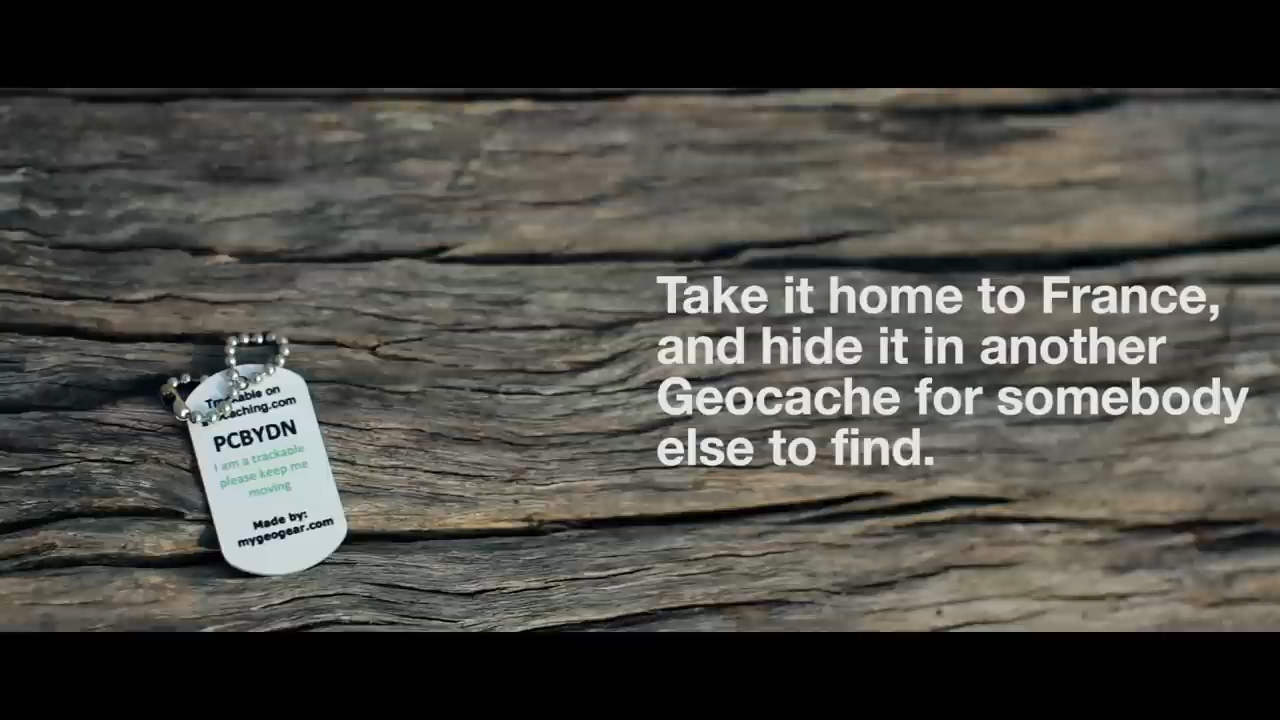 Take it home to France,
and hide it in another
Geocache for somebody
else to find.
on
PCBYDN
I am a trackable
please keep me
moving
Made by:
mygeogear.com